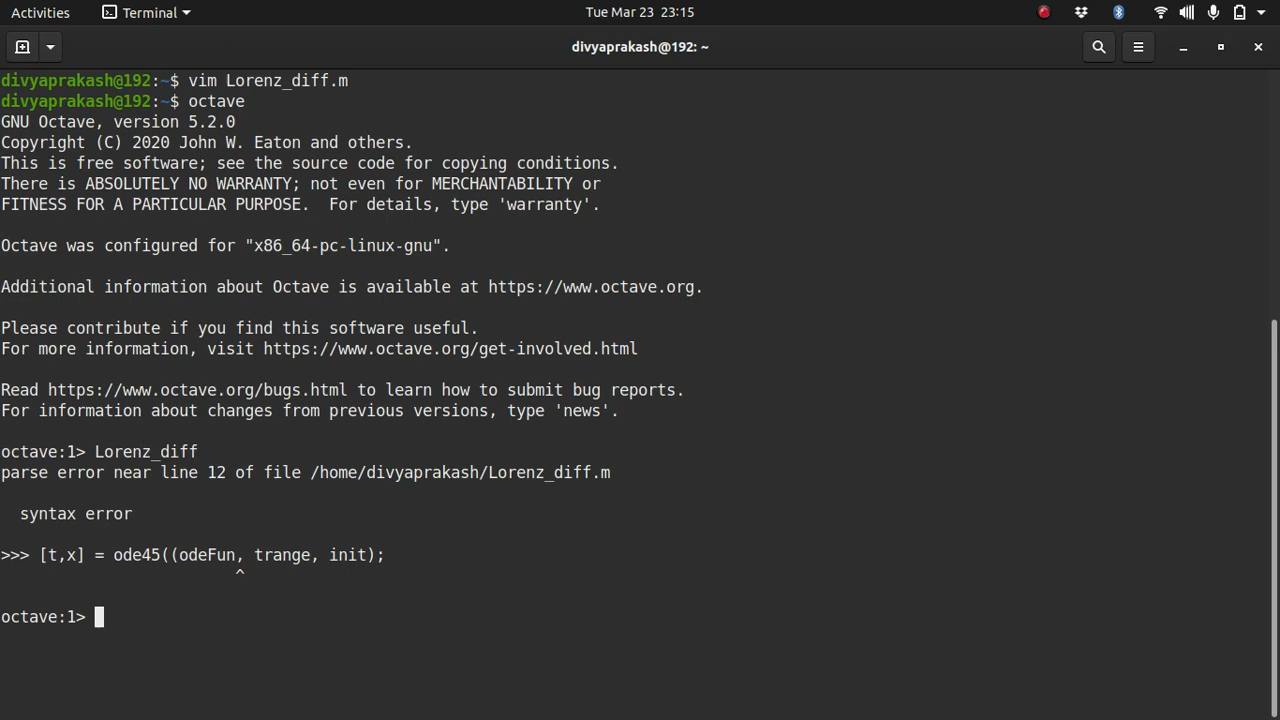 Activities Terminal Tue Mar 23 23:15
divyaprakash@192: ~
divyaprakash@192:~$ vim Lorenz_diff.m
divyaprakash@192:~$ octave
GNU Octave, version 5.2.0
Copyright (C) 2020 John W. Eaton and others.
This is free software; see the source code for copying conditions.
There is ABSOLUTELY NO WARRANTY; not even for MERCHANTABILITY or
FITNESS FOR A PARTICULAR PURPOSE.  For details, type 'warranty'.
Octave was configured for "x86_64-pc-linux-gnu".
Additional information about Octave is available at https://www.octave.org.
Please contribute if you find this software useful.
For more information, visit https://www.octave.org/get-involved.html
Read https://www.octave.org/bugs.html to learn how to submit bug reports.
For information about changes from previous versions, type 'news'.
octave:1> Lorenz_diff
parse error near line 12 of file /home/divyaprakash/Lorenz_diff.m
  syntax error
>>> [t,x] = ode45((odeFun, trange, init);
                         ^
octave:1>